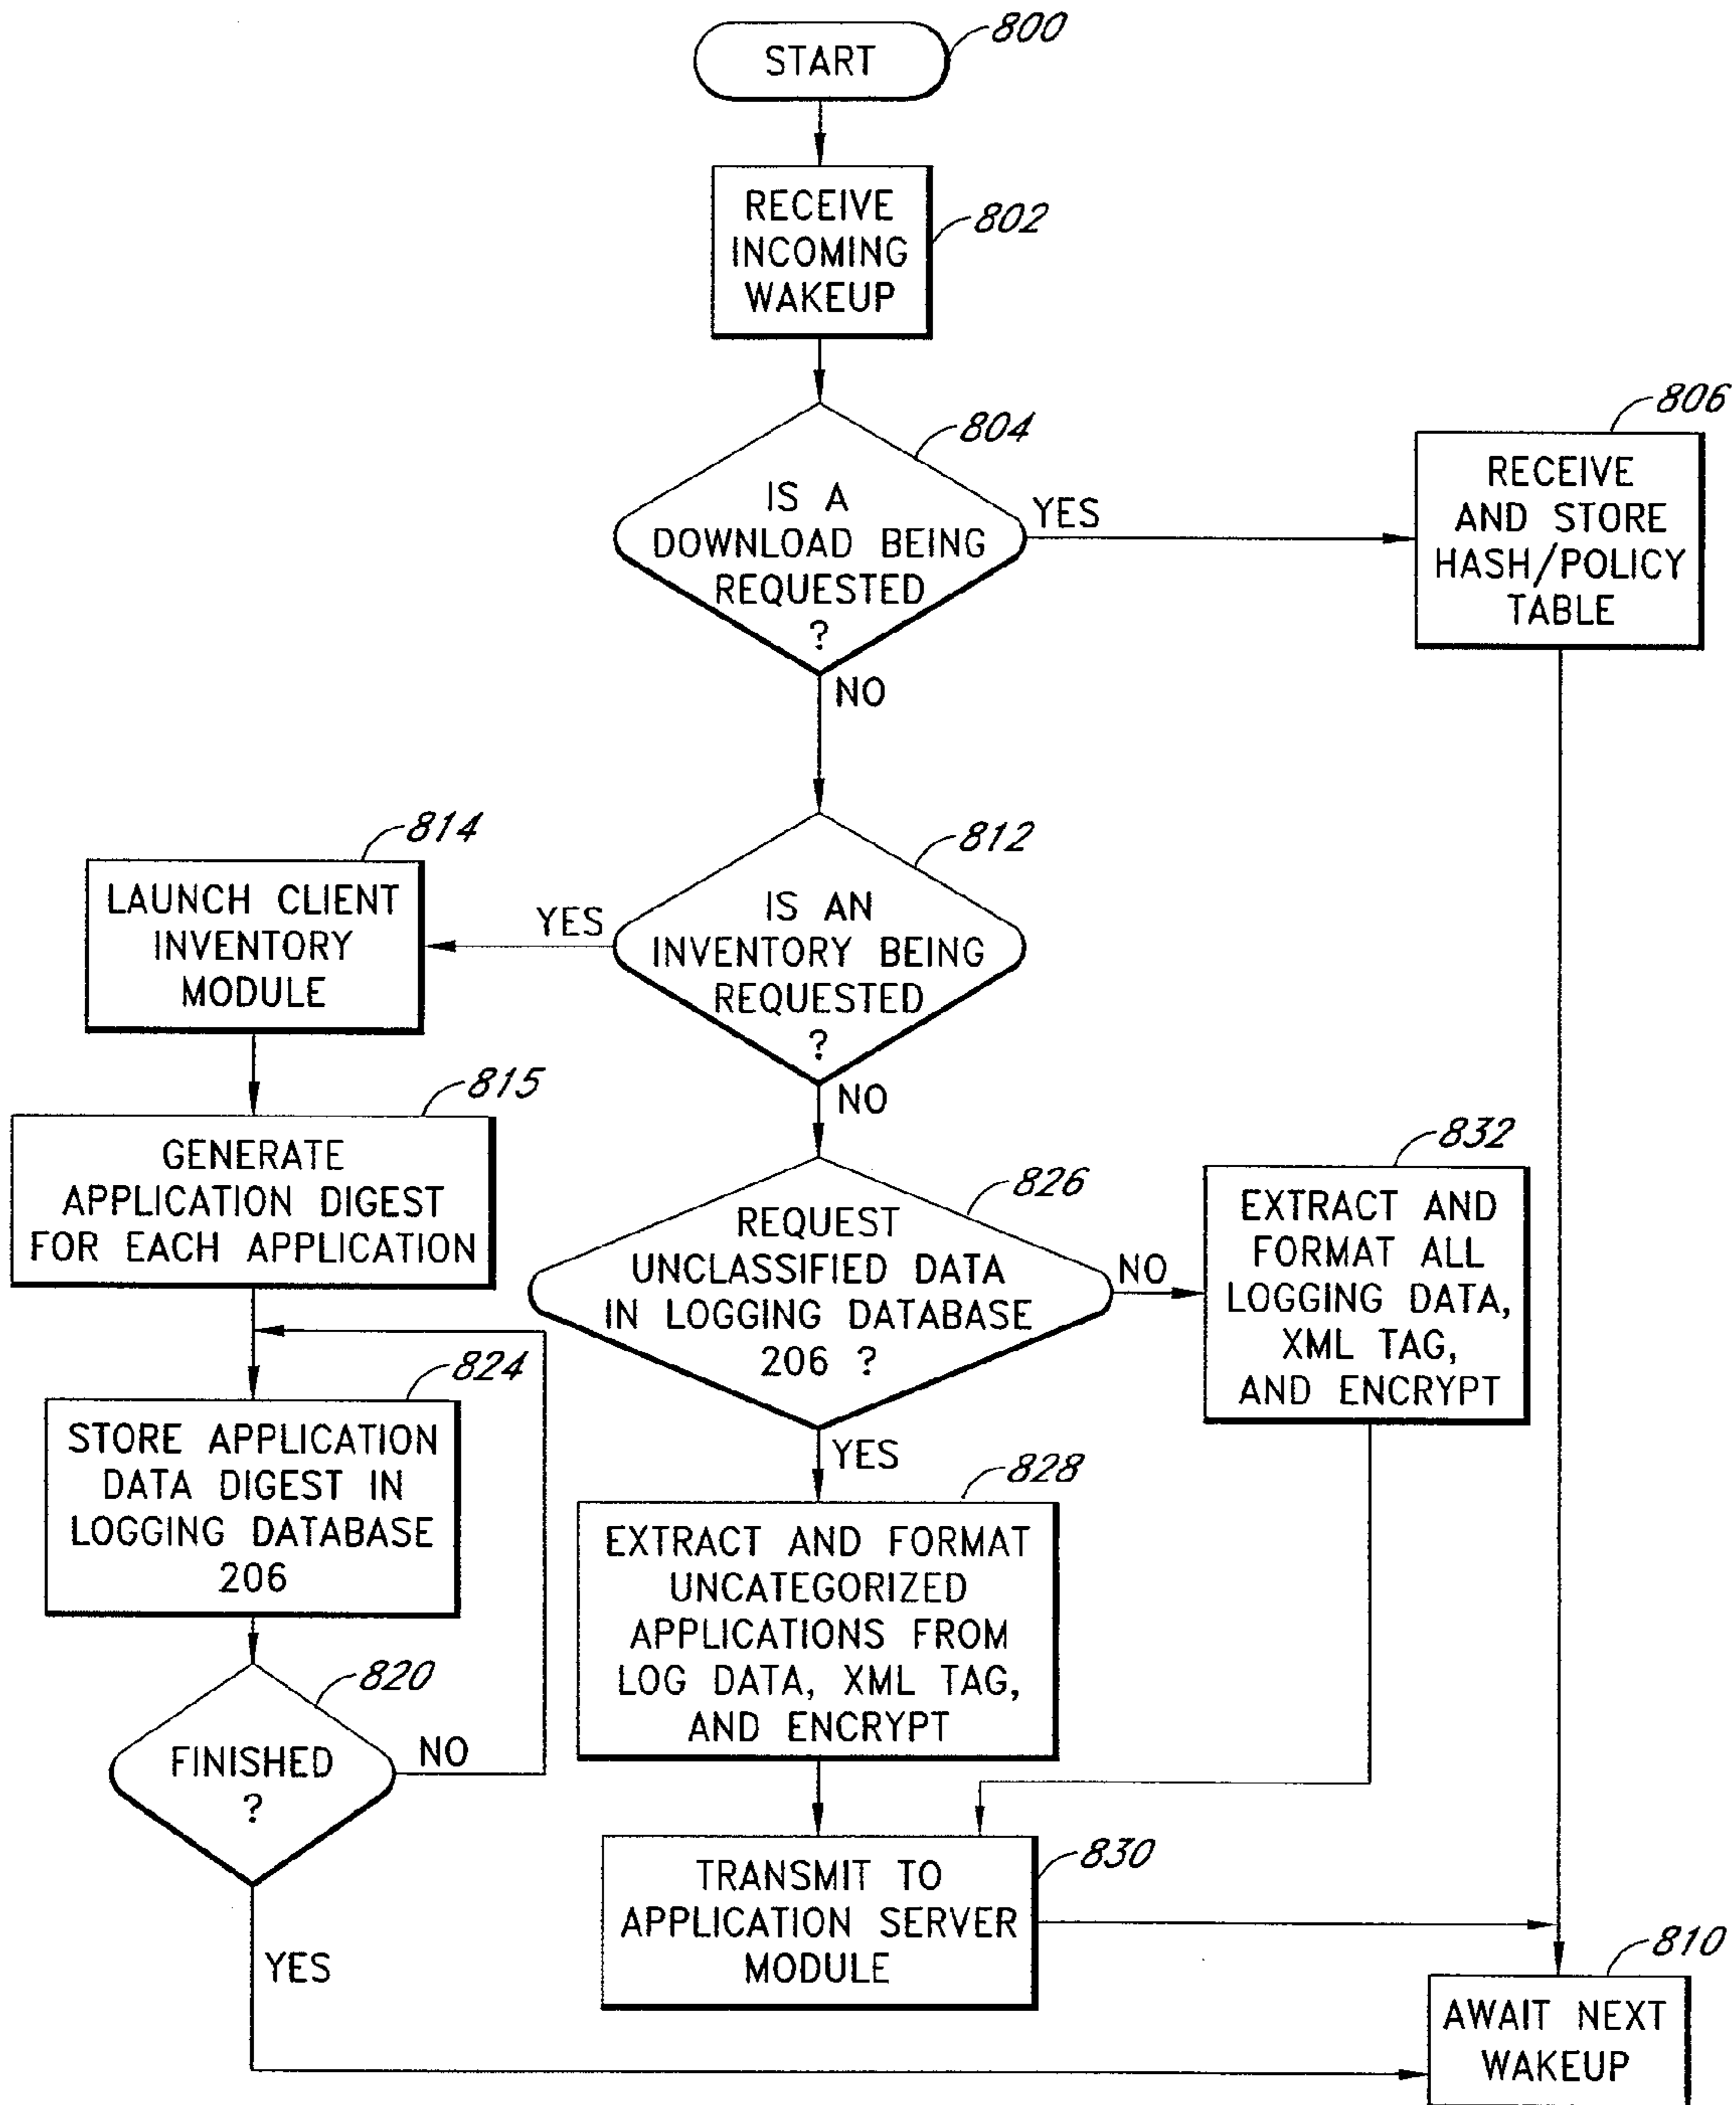 START
800
RECEIVE
INCOMING
WAKEUP
802
804
IS A
DOWNLOAD BEING
REQUESTED
?
YES
NO
806
RECEIVE
AND STORE
HASH/POLICY
TABLE
812
IS AN
INVENTORY BEING
REQUESTED
?
YES
NO
814
LAUNCH CLIENT
INVENTORY
MODULE
815
GENERATE
APPLICATION DIGEST
FOR EACH APPLICATION
824
STORE APPLICATION
DATA DIGEST IN
LOGGING DATABASE
206
820
FINISHED
?
NO
YES
826
REQUEST
UNCLASSIFIED DATA
IN LOGGING DATABASE
206 ?
NO
YES
832
EXTRACT AND
FORMAT ALL
LOGGING DATA,
XML TAG,
AND ENCRYPT
828
EXTRACT AND FORMAT
UNCATEGORIZED
APPLICATIONS FROM
LOG DATA, XML TAG,
AND ENCRYPT
830
TRANSMIT TO
APPLICATION SERVER
MODULE
810
AWAIT NEXT
WAKEUP